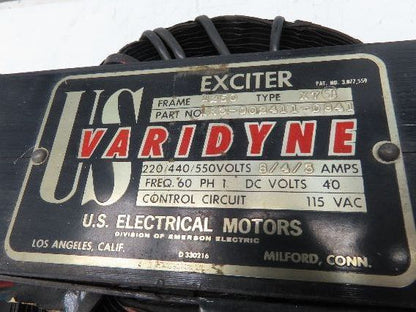 EXCITER
PAT. NO. 3,077,559
FRAME TYPE
PART NO.
US VARIDYNE
220/440/550 VOLTS 8/4/3 AMPS
FREQ. 60 PH 1 DC VOLTS 40
CONTROL CIRCUIT 115 VAC
U.S. ELECTRICAL MOTORS
DIVISION OF EMERSON ELECTRIC
LOS ANGELES, CALIF. D 330216 MILFORD, CONN.